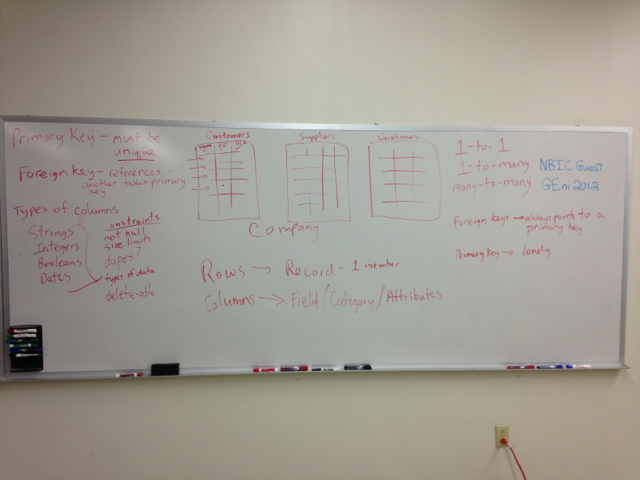 Primary Key - must be
unique
Foreign key - references
another table's primary
key
Types of columns
Strings
Integers
Booleans
Dates
constraints
not null
size limits
dupes?
types of data
delete-able
Customers
Suppliers
Warehouses
Company
Rows → Record - 1 member
Columns → Field/Category/Attributes
1-to-1
1-to-many
many-to-many
NBIC Guest
GEni2012
Foreign keys → always points to a
primary key
Primary key → lonely